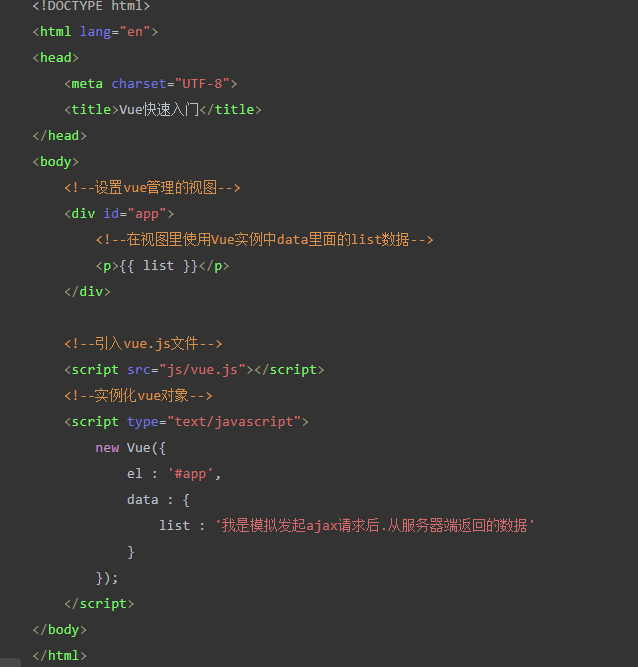 <!DOCTYPE html>
<html lang="en">
<head>
    <meta charset="UTF-8">
    <title>Vue快速入门</title>
</head>
<body>
    <!--设置vue管理的视图-->
    <div id="app">
        <!--在视图里使用Vue实例中data里面的list数据-->
        <p>{{ list }}</p>
    </div>

    <!--引入vue.js文件-->
    <script src="js/vue.js"></script>
    <!--实例化vue对象-->
    <script type="text/javascript">
        new Vue({
            el : '#app',
            data : {
                list : '我是模拟发起ajax请求后.从服务器端返回的数据'
            }
        });
    </script>
</body>
</html>